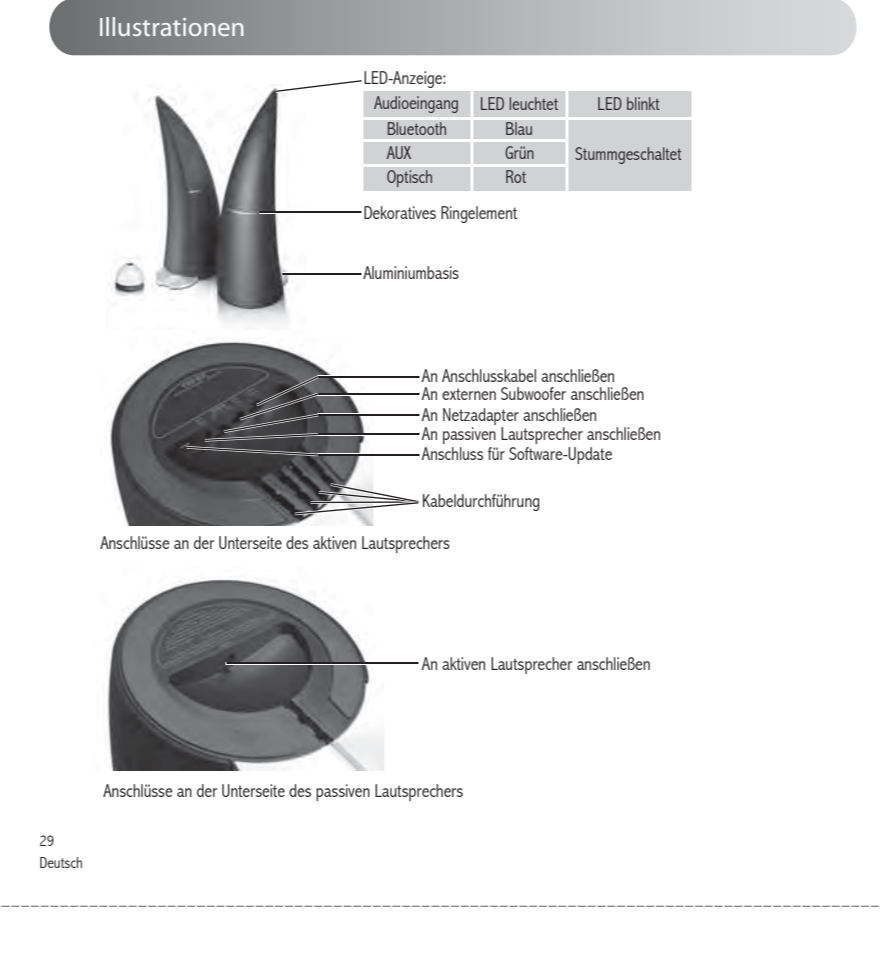 Illustrationen
LED-Anzeige:
Audioeingang LED leuchtet LED blinkt
Bluetooth Blau
AUX Grün Stummgeschaltet
Optisch Rot
Dekoratives Ringelement
Aluminiumbasis
An Anschlusskabel anschließen
An externen Subwoofer anschließen
An Netzadapter anschließen
An passiven Lautsprecher anschließen
Anschluss für Software-Update
Kabeldurchführung
Anschlüsse an der Unterseite des aktiven Lautsprechers
An aktiven Lautsprecher anschließen
Anschlüsse an der Unterseite des passiven Lautsprechers
29
Deutsch